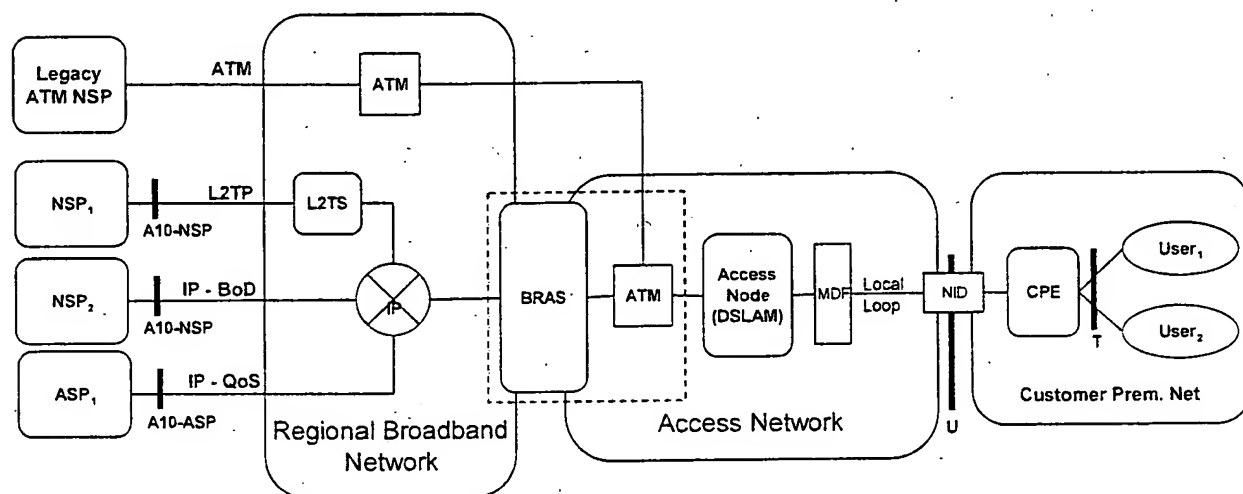 Legacy
ATM NSP
ATM
ATM
NSP1
L2TP
A10-NSP
L2TS
NSP2
IP - BoD
A10-NSP
IP
ASP1
IP - QoS
A10-ASP
Regional Broadband
Network
BRAS
ATM
Access
Node
(DSLAM)
MDF
Local
Loop
Access Network
NID
U
CPE
T
User1
User2
Customer Prem. Net